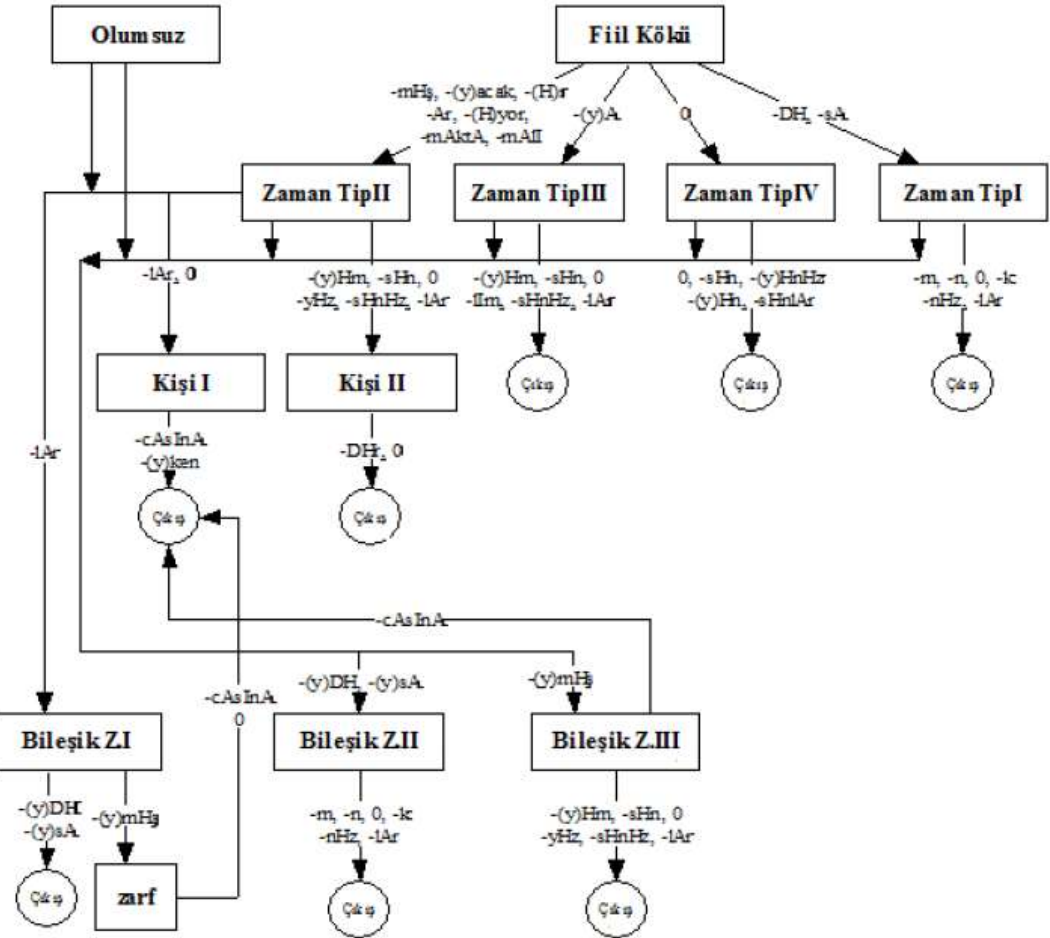 Olumsuz
Fiil Kökü
-mHş, -(y)acak, -(H)r
-Ar, -(H)yor,
-mAktA, -mAlI
-(y)A
0
-DH, -sA
Zaman TipII
Zaman TipIII
Zaman TipIV
Zaman TipI
-lAr, 0
-(y)Hm, -sHn, 0
-yHz, -sHnHz, -lAr
-(y)Hm, -sHn, 0
-lIm, -sHnHz, -lAr
0, -sHn, -(y)HnHz
-(y)Hn, -sHnlAr
-m, -n, 0, -k
-nHz, -lAr
Kişi I
Kişi II
Çıkış
Çıkış
Çıkış
-lAr
-cAsInA
-(y)ken
-DHr, 0
Çıkış
Çıkış
-cAsInA
-cAsInA
0
-(y)DH, -(y)sA
-(y)mHş
Bileşik Z.I
Bileşik Z.II
Bileşik Z.III
-(y)DH
-(y)sA
-(y)mHş
-m, -n, 0, -k
-nHz, -lAr
-(y)Hm, -sHn, 0
-yHz, -sHnHz, -lAr
Çıkış
zarf
Çıkış
Çıkış